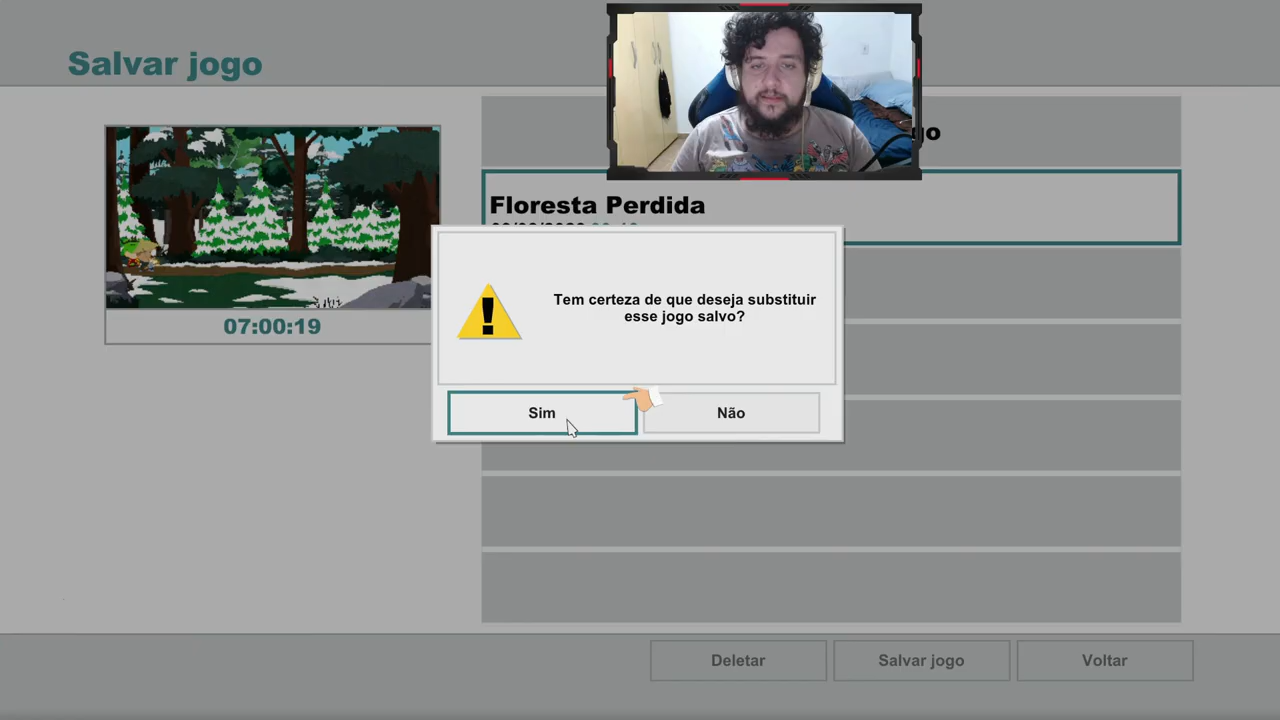 Salvar jogo
go
Floresta Perdida
07:00:19
Tem certeza de que deseja substituir
esse jogo salvo?
Sim
Não
Deletar
Salvar jogo
Voltar